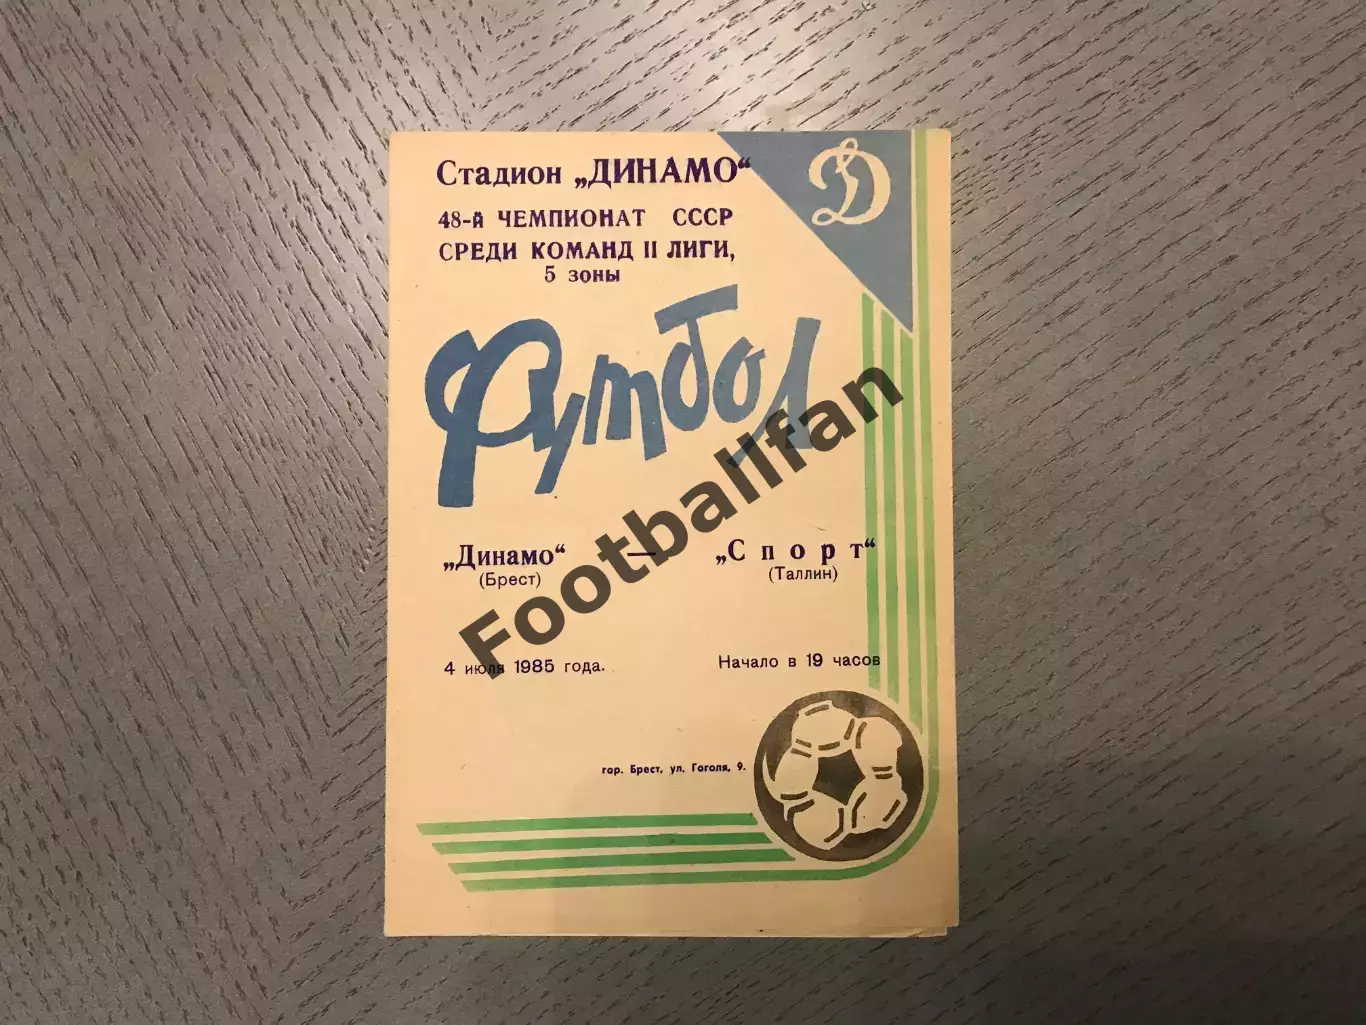 Стадион „ДИНАМО“
Д
48-й ЧЕМПИОНАТ СССР
СРЕДИ КОМАНД II ЛИГИ,
5 ЗОНЫ
Футбол
„Динамо“ — „Спорт“
(Брест) (Таллин)
4 июля 1985 года. Начало в 19 часов
гор. Брест, ул. Гоголя, 9.
Footballfan